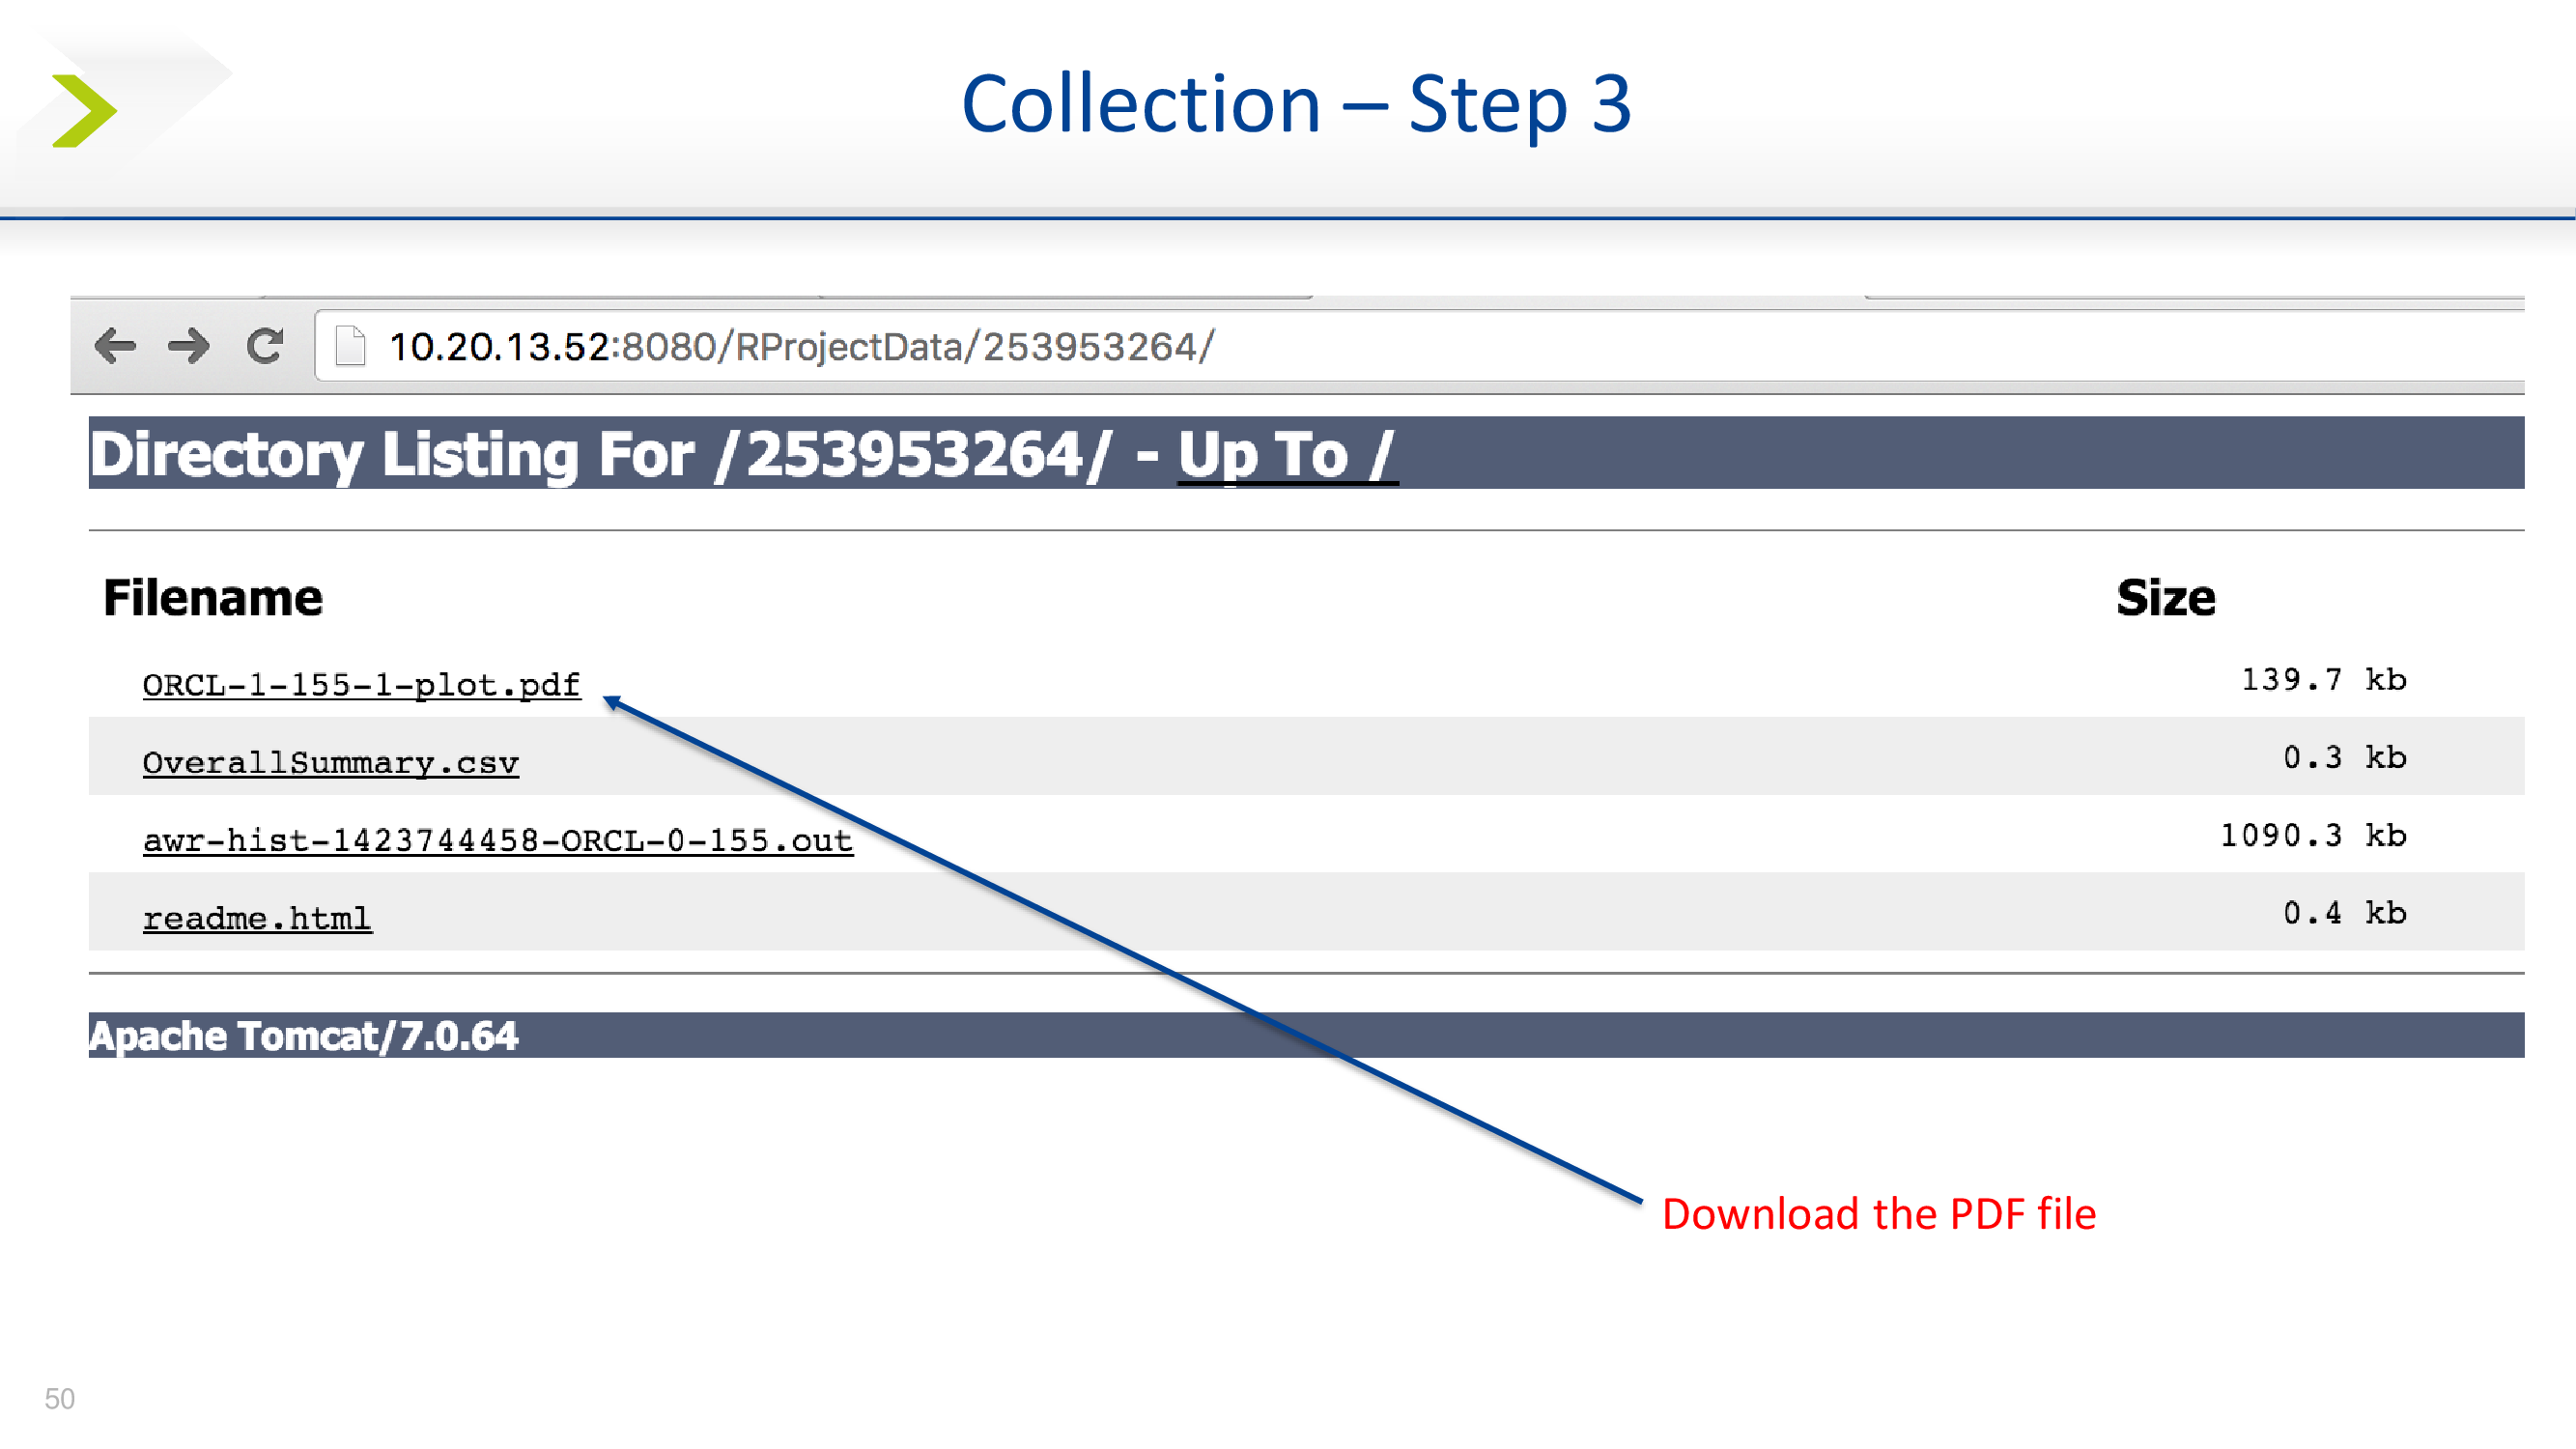 Collection – Step 3
10.20.13.52:8080/RProjectData/253953264/
Directory Listing For /253953264/ - Up To /
Filename Size
ORCL-1-155-1-plot.pdf 139.7 kb
OverallSummary.csv 0.3 kb
awr-hist-1423744458-ORCL-0-155.out 1090.3 kb
readme.html 0.4 kb
Apache Tomcat/7.0.64
Download the PDF file
50